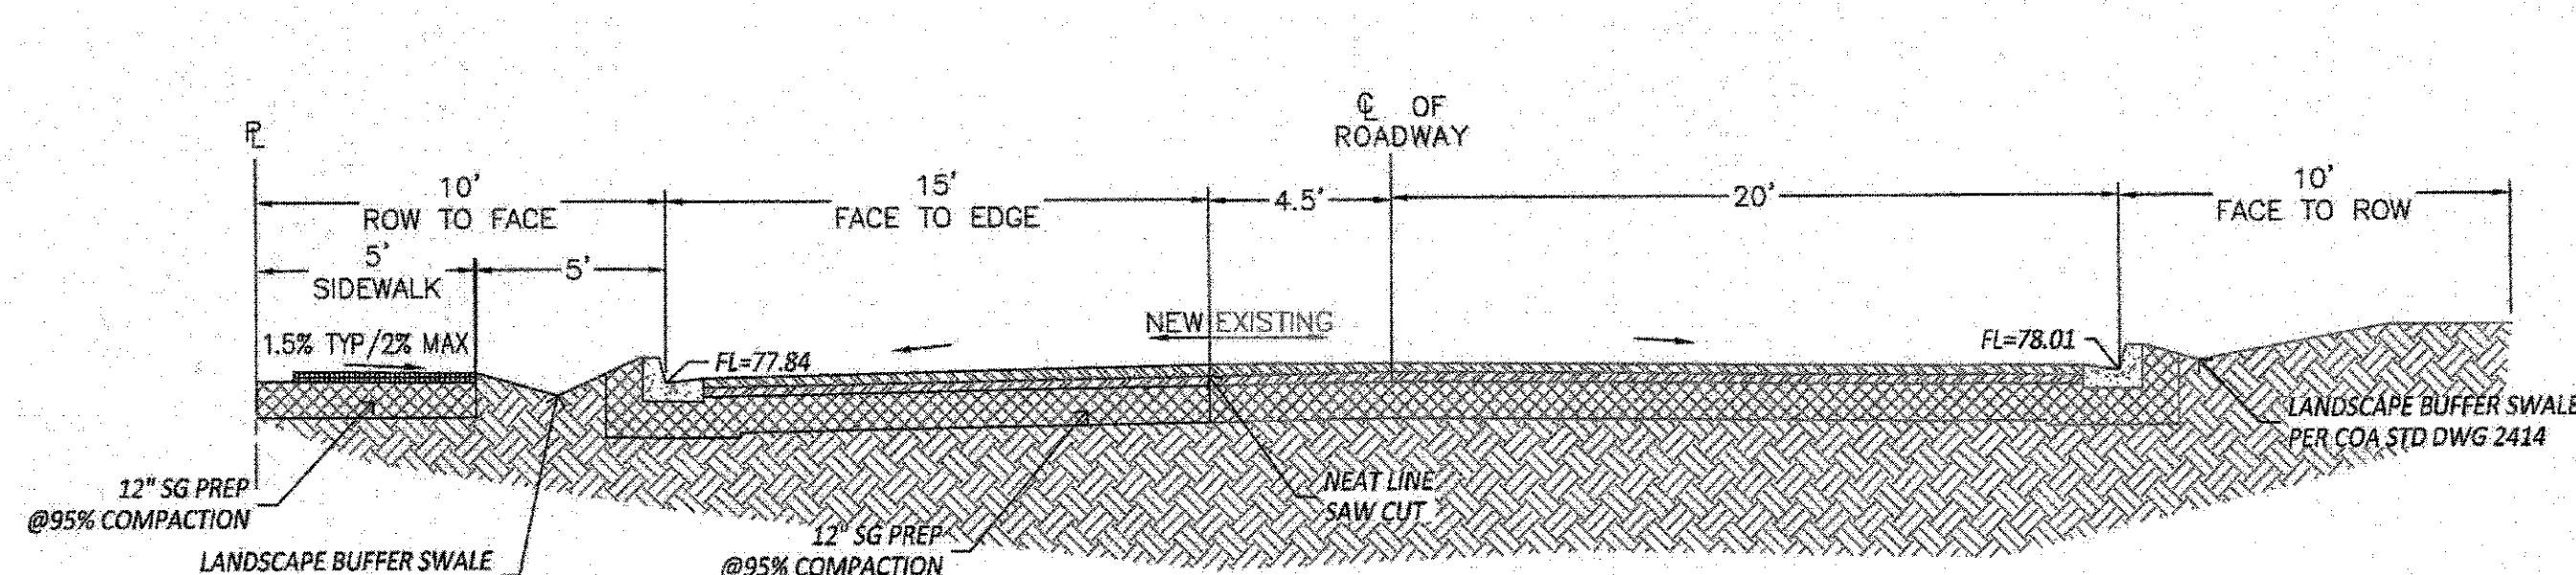 ℄ OF
ROADWAY
PL
10'
ROW TO FACE
15'
FACE TO EDGE
4.5'
20'
10'
FACE TO ROW
5'
SIDEWALK
5'
1.5% TYP/2% MAX
NEW EXISTING
FL=77.84
FL=78.01
LANDSCAPE BUFFER SWALE
PER COA STD DWG 2414
12" SG PREP
@95% COMPACTION
NEAT LINE
SAW CUT
12" SG PREP
@95% COMPACTION
LANDSCAPE BUFFER SWALE